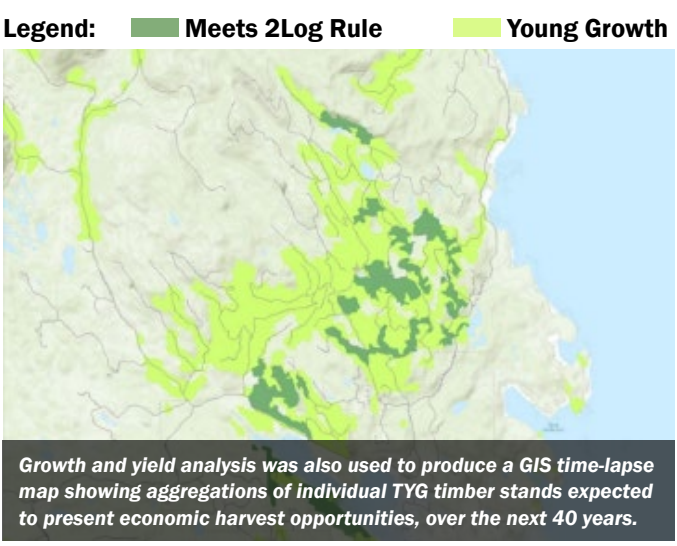 Legend: Meets 2Log Rule Young Growth
Growth and yield analysis was also used to produce a GIS time-lapse
map showing aggregations of individual TYG timber stands expected
to present economic harvest opportunities, over the next 40 years.